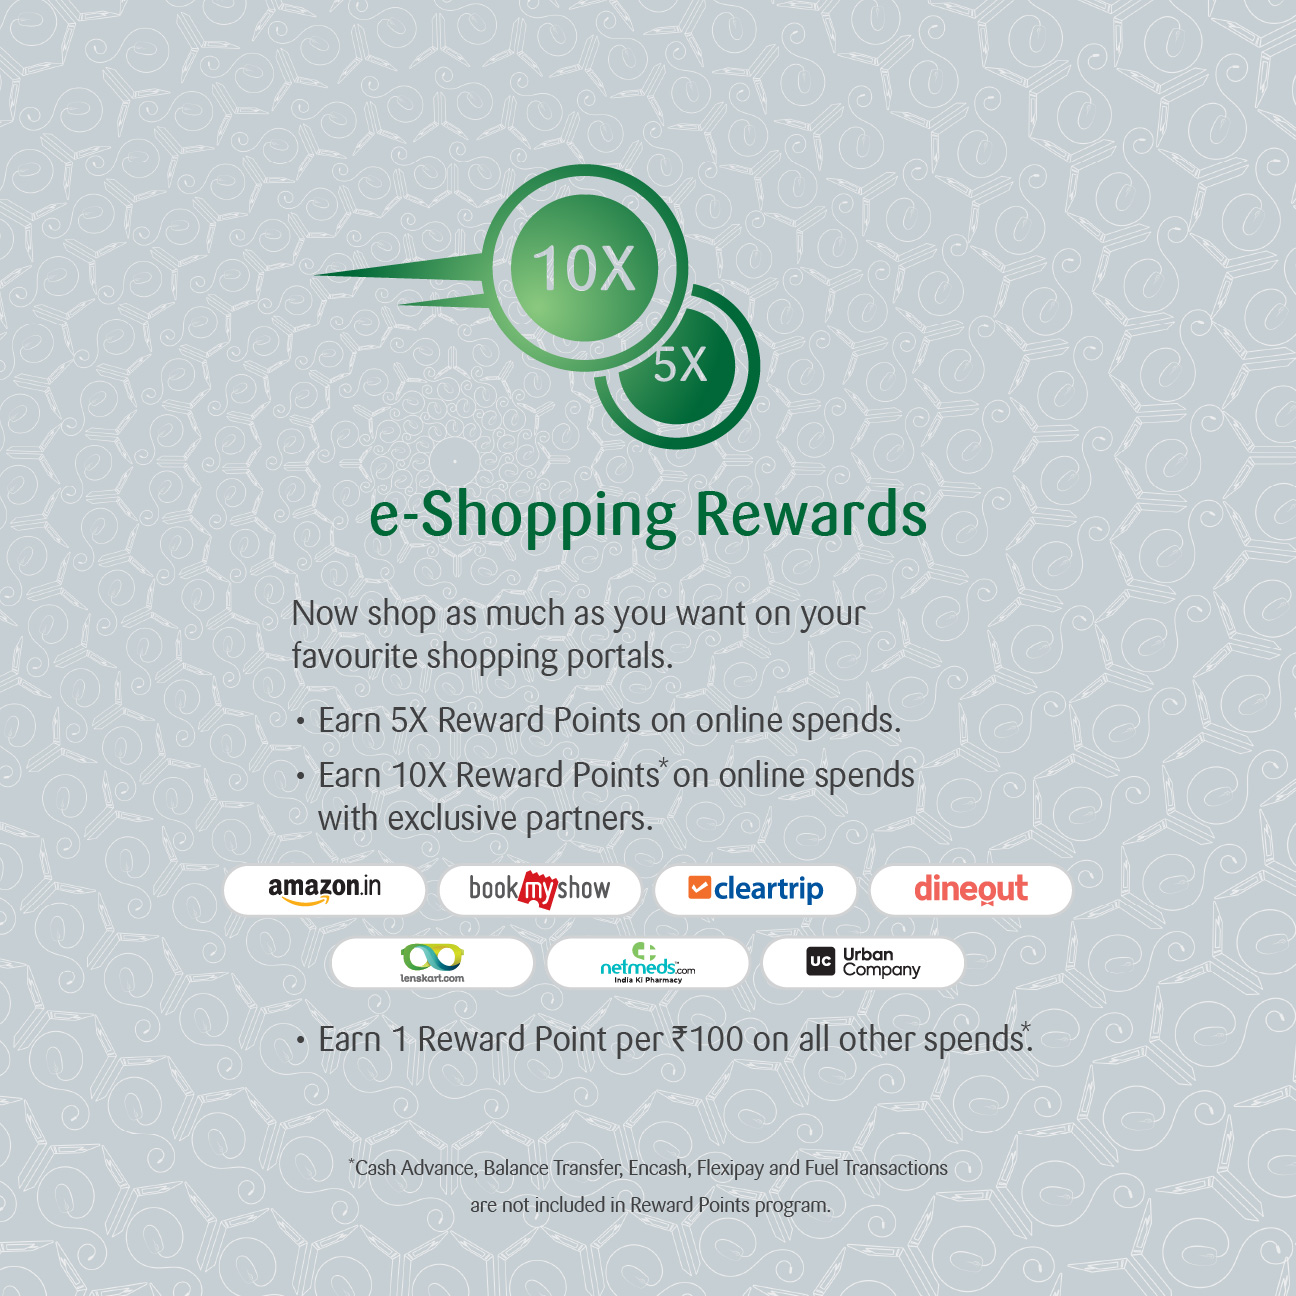 10X
5X
e-Shopping Rewards
Now shop as much as you want on your
favourite shopping portals.
• Earn 5X Reward Points on online spends.
• Earn 10X Reward Points* on online spends
with exclusive partners.
amazon.in
bookmyshow
cleartrip
dineout
lenskart.com
netmeds.com™
India Ki Pharmacy
UC Urban
Company
• Earn 1 Reward Point per ₹100 on all other spends*.
*Cash Advance, Balance Transfer, Encash, Flexipay and Fuel Transactions
are not included in Reward Points program.